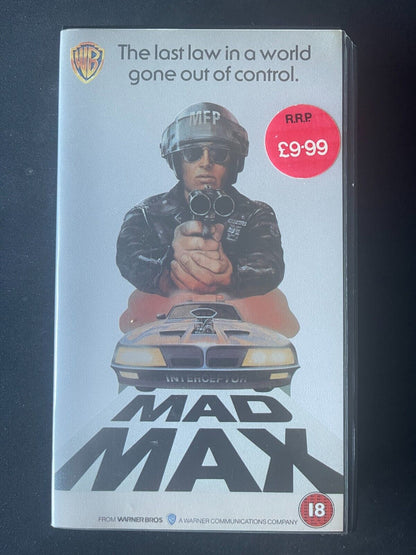 WB
The last law in a world
gone out of control.
R.R.P.
£9·99
MFP
INTERCEPTOR
MAD
MAX
FROM WARNER BROS A WARNER COMMUNICATIONS COMPANY
18